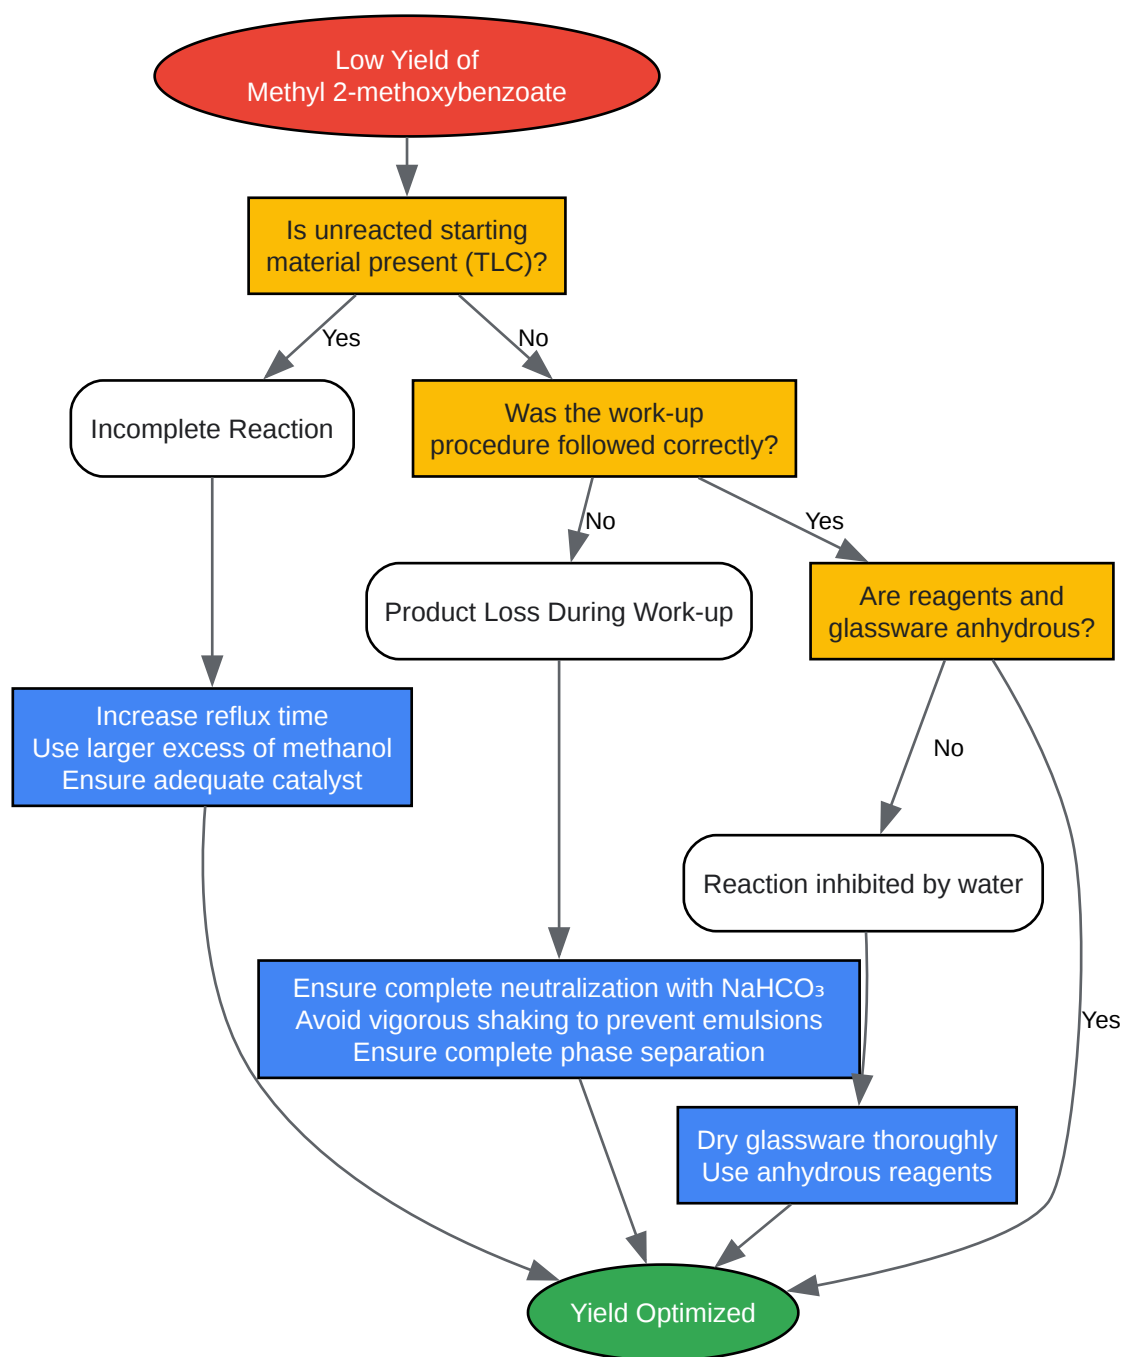 Low Yield of
Methyl 2-methoxybenzoate
Is unreacted starting
material present (TLC)?
Yes
No
Incomplete Reaction
Was the work-up
procedure followed correctly?
No
Yes
Product Loss During Work-up
Are reagents and
glassware anhydrous?
Increase reflux time
Use larger excess of methanol
Ensure adequate catalyst
No
Reaction inhibited by water
Ensure complete neutralization with NaHCO₃
Avoid vigorous shaking to prevent emulsions
Ensure complete phase separation
Yes
Dry glassware thoroughly
Use anhydrous reagents
Yield Optimized